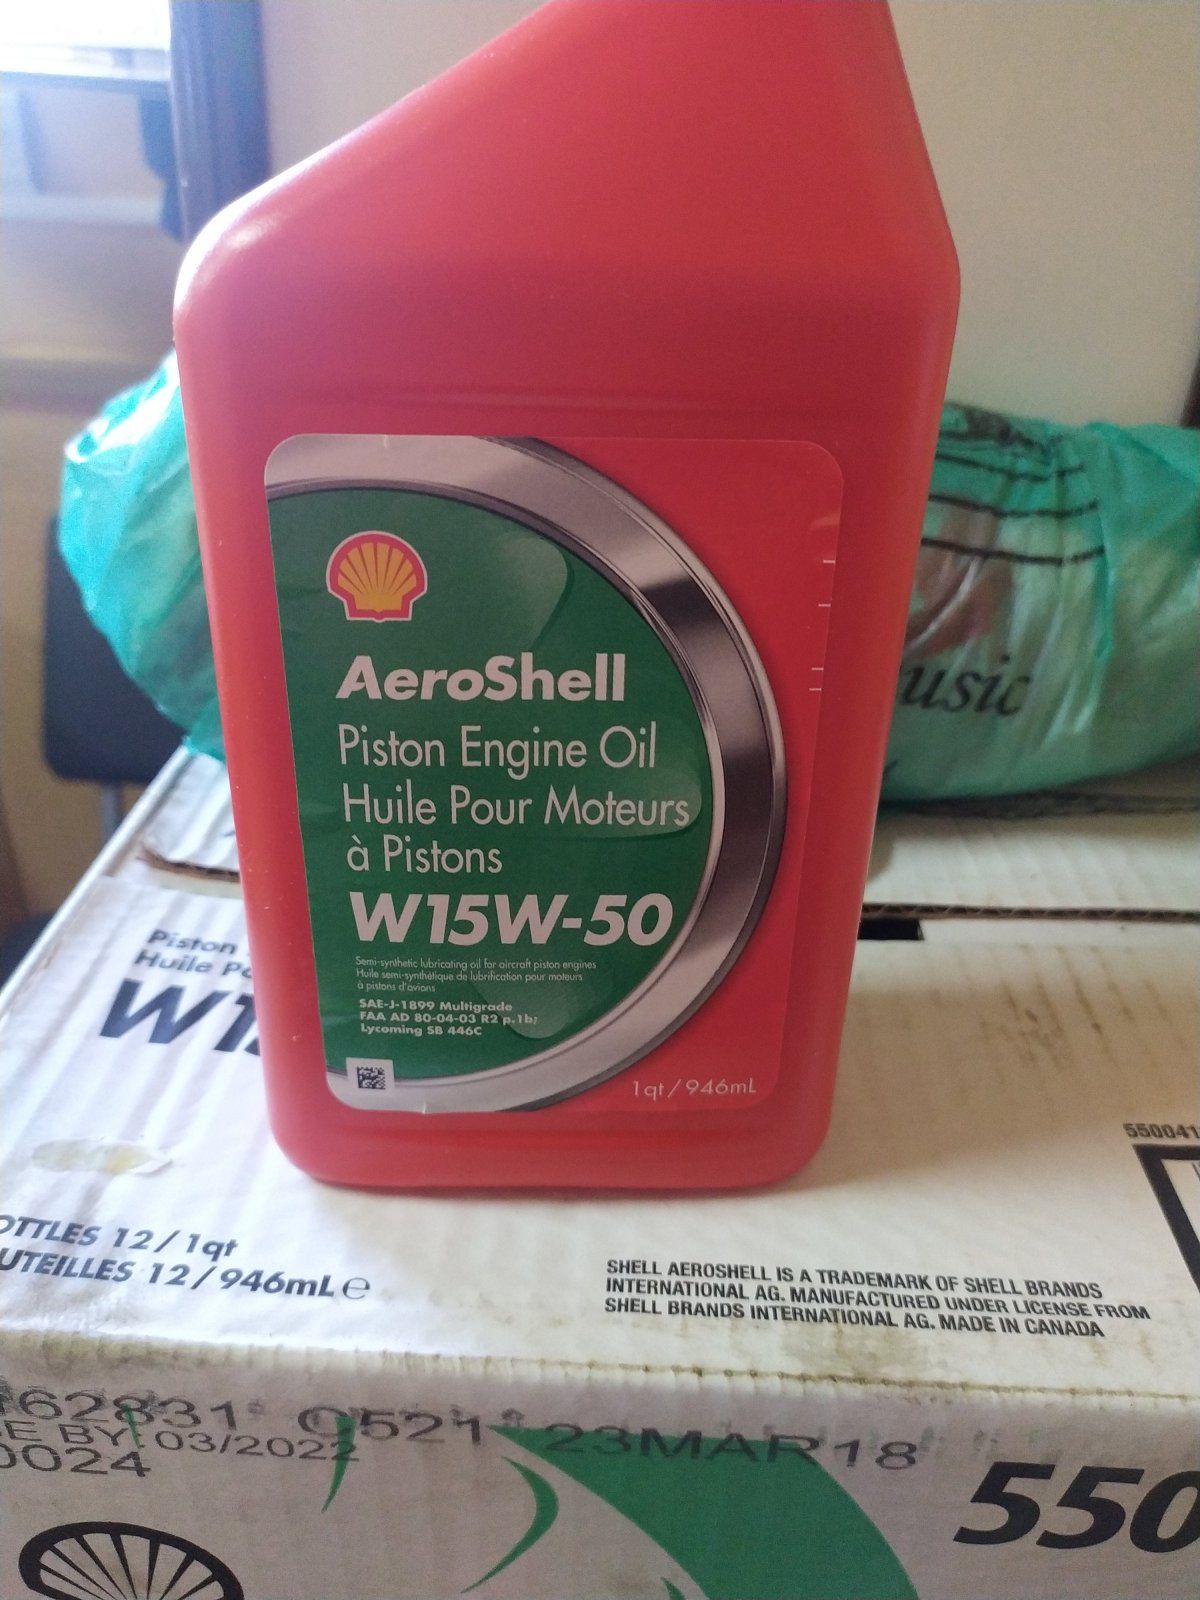 AeroShell
Piston Engine Oil
Huile Pour Moteurs
à Pistons
W15W-50
Semi-synthetic lubricating oil for aircraft piston engines
Huile semi-synthétique de lubrification pour moteurs
à pistons d'avions
SAE-J-1899 Multigrade
FAA AD 80-04-03 R2 p.1b;
Lycoming SB 446C
1qt/946mL
usic
Piston
Huile Po
W1
OTTLES 12/1qt
UTEILLES 12/946mL ℮
550041
SHELL AEROSHELL IS A TRADEMARK OF SHELL BRANDS
INTERNATIONAL AG. MANUFACTURED UNDER LICENSE FROM
SHELL BRANDS INTERNATIONAL AG. MADE IN CANADA
62831 C521 23MAR18
E BY: 03/2022
0024
550